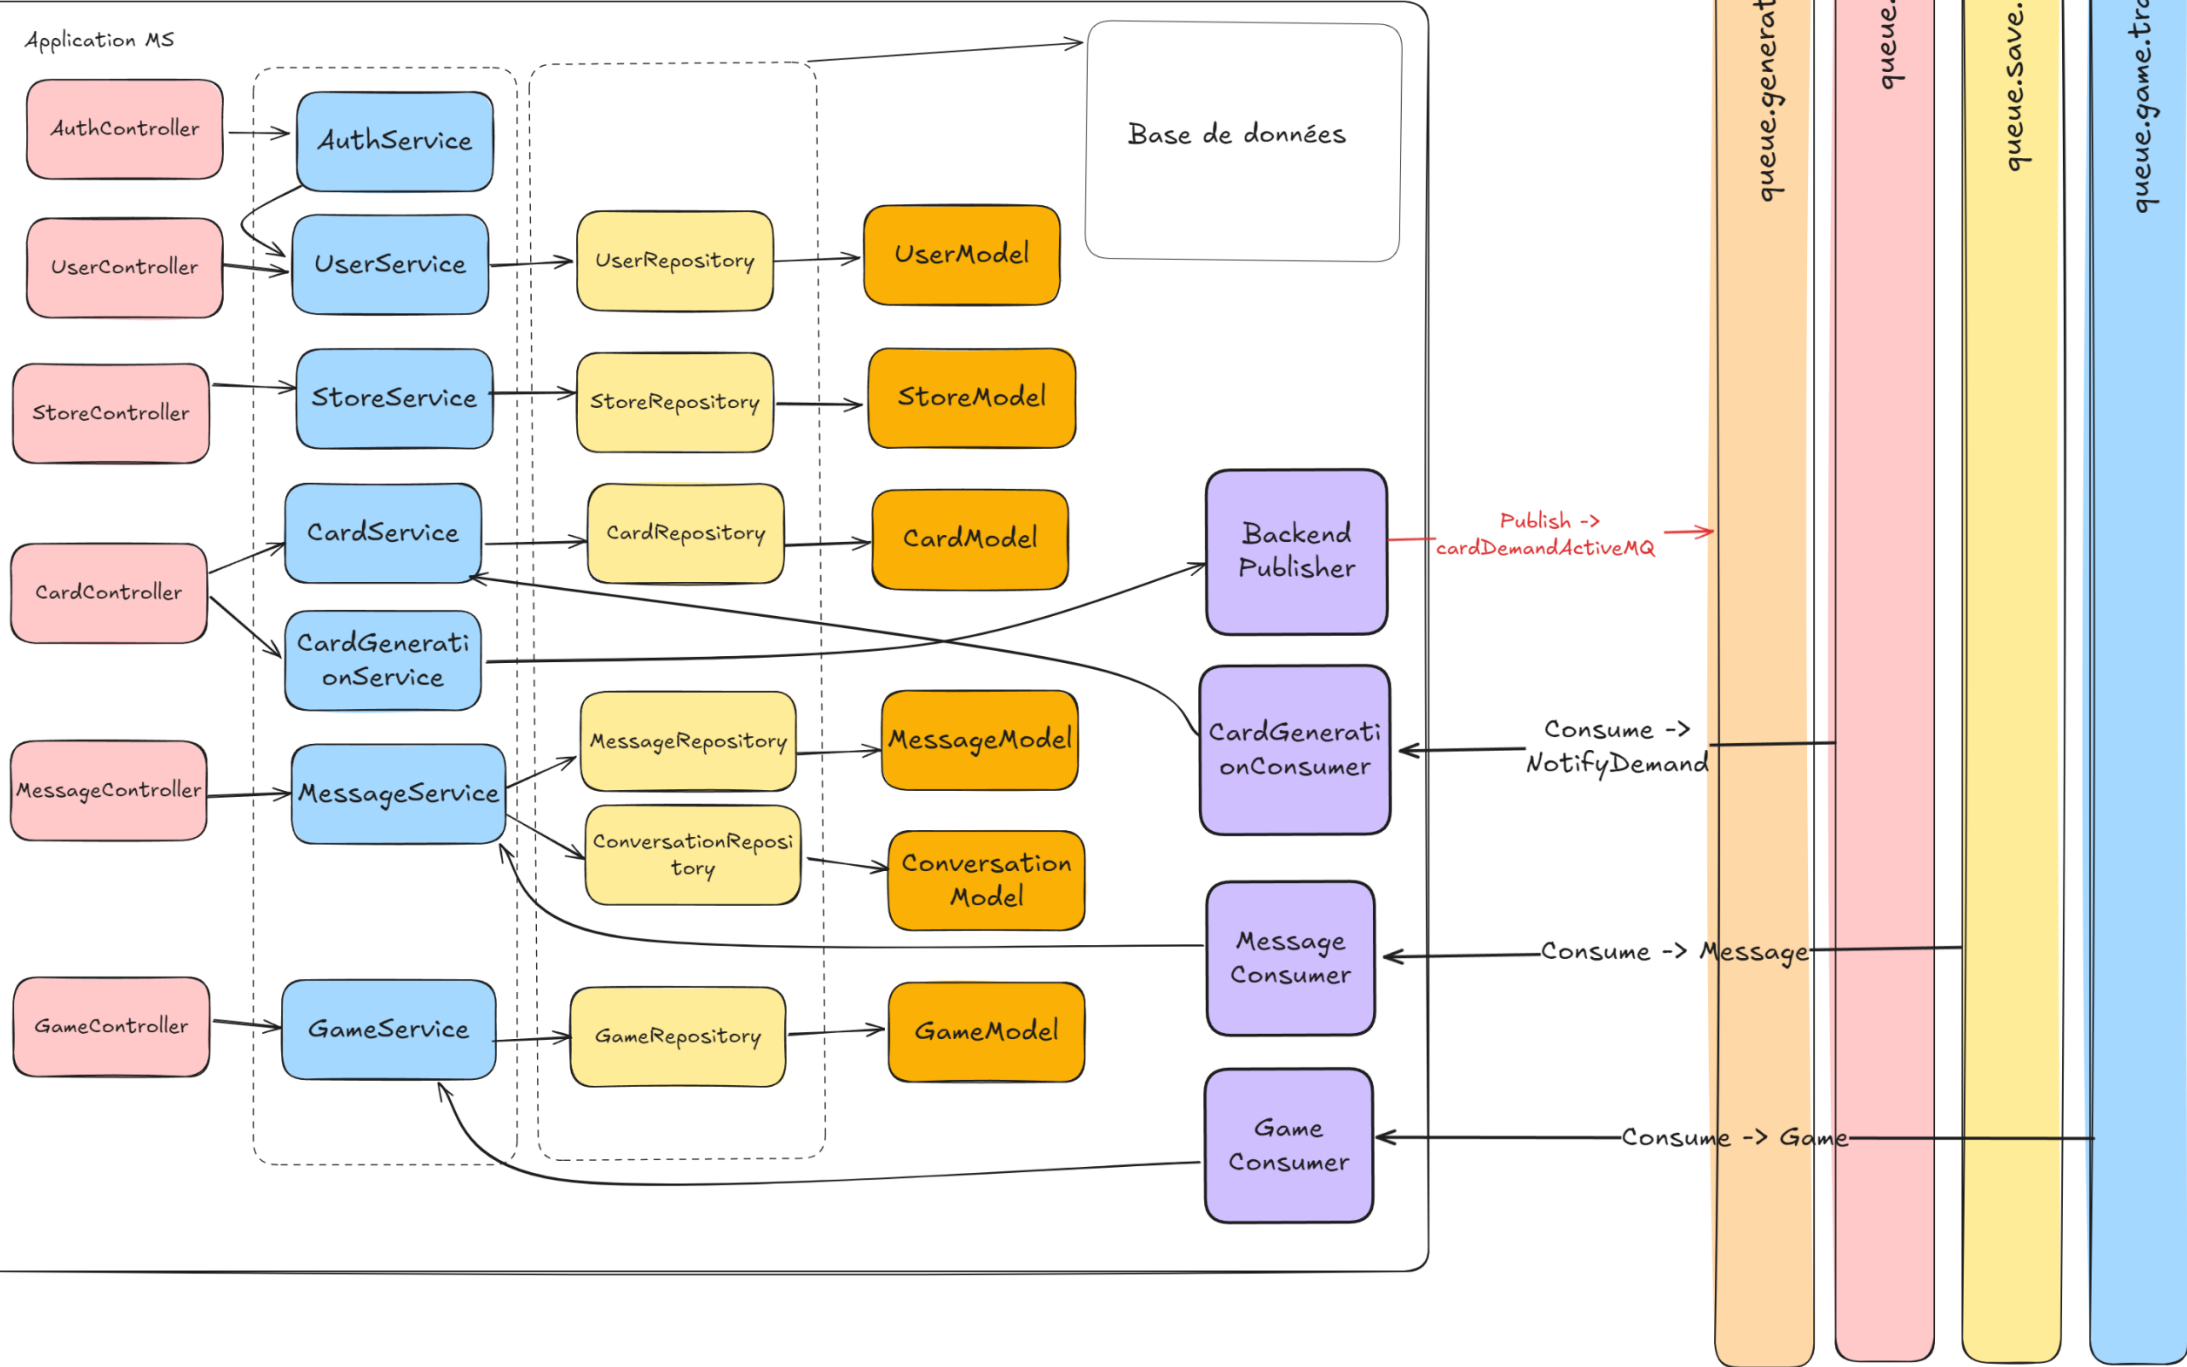 Application MS
AuthController
AuthService
Base de données
UserController
UserService
UserRepository
UserModel
StoreController
StoreService
StoreRepository
StoreModel
CardController
CardService
CardRepository
CardModel
CardGenerati
onService
Backend
Publisher
Publish ->
cardDemandActiveMQ
CardGenerati
onConsumer
Consume ->
NotifyDemand
MessageController
MessageService
MessageRepository
MessageModel
ConversationReposi
tory
Conversation
Model
Message
Consumer
Consume -> Message
GameController
GameService
GameRepository
GameModel
Game
Consumer
Consume -> Game
queue.generat
queue.
queue.save.
queue.game.tra